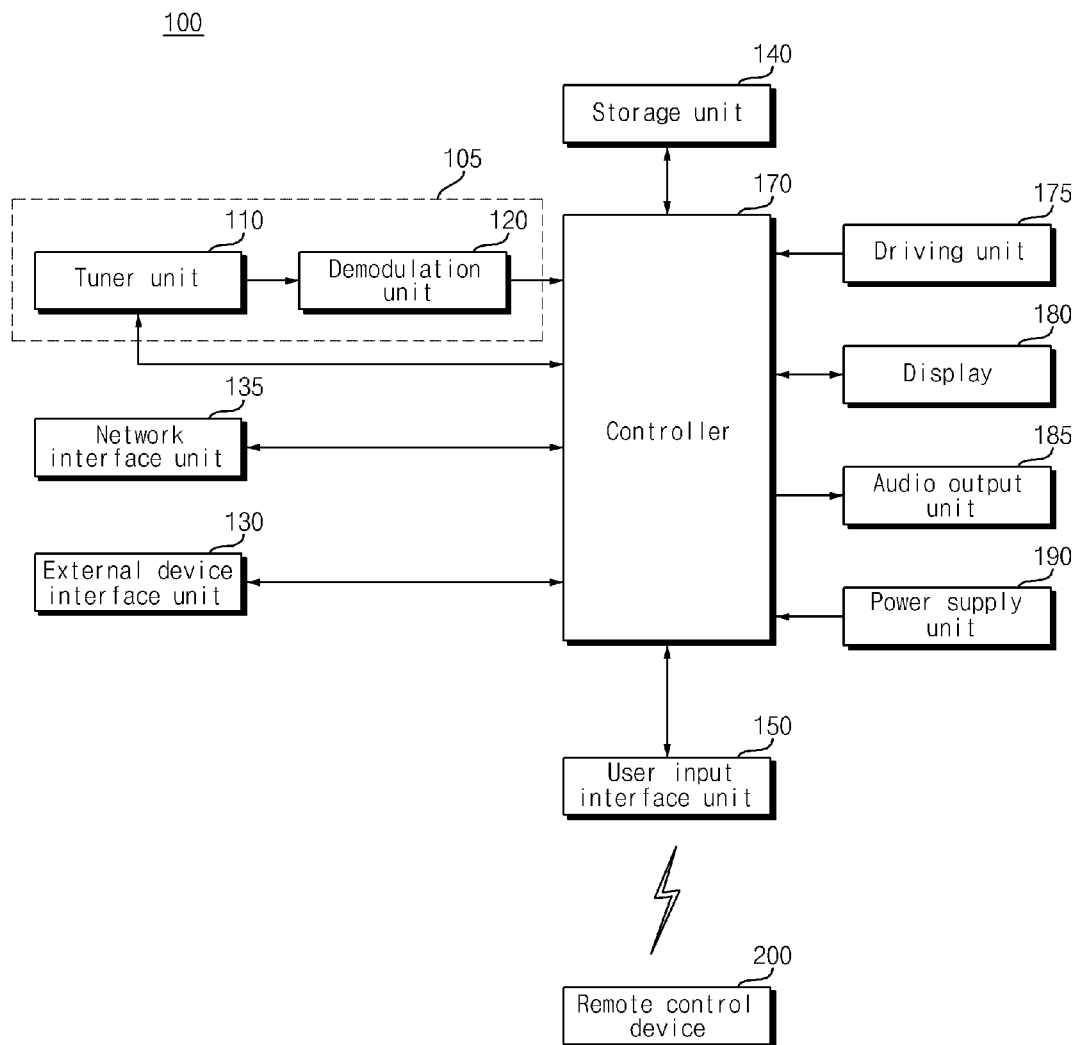 100
140
Storage unit
105
170
175
110
120
Tuner unit
Demodulation
unit
Driving unit
180
Display
135
Network
interface unit
Controller
185
Audio output
unit
130
External device
interface unit
190
Power supply
unit
150
User input
interface unit
200
Remote control
device